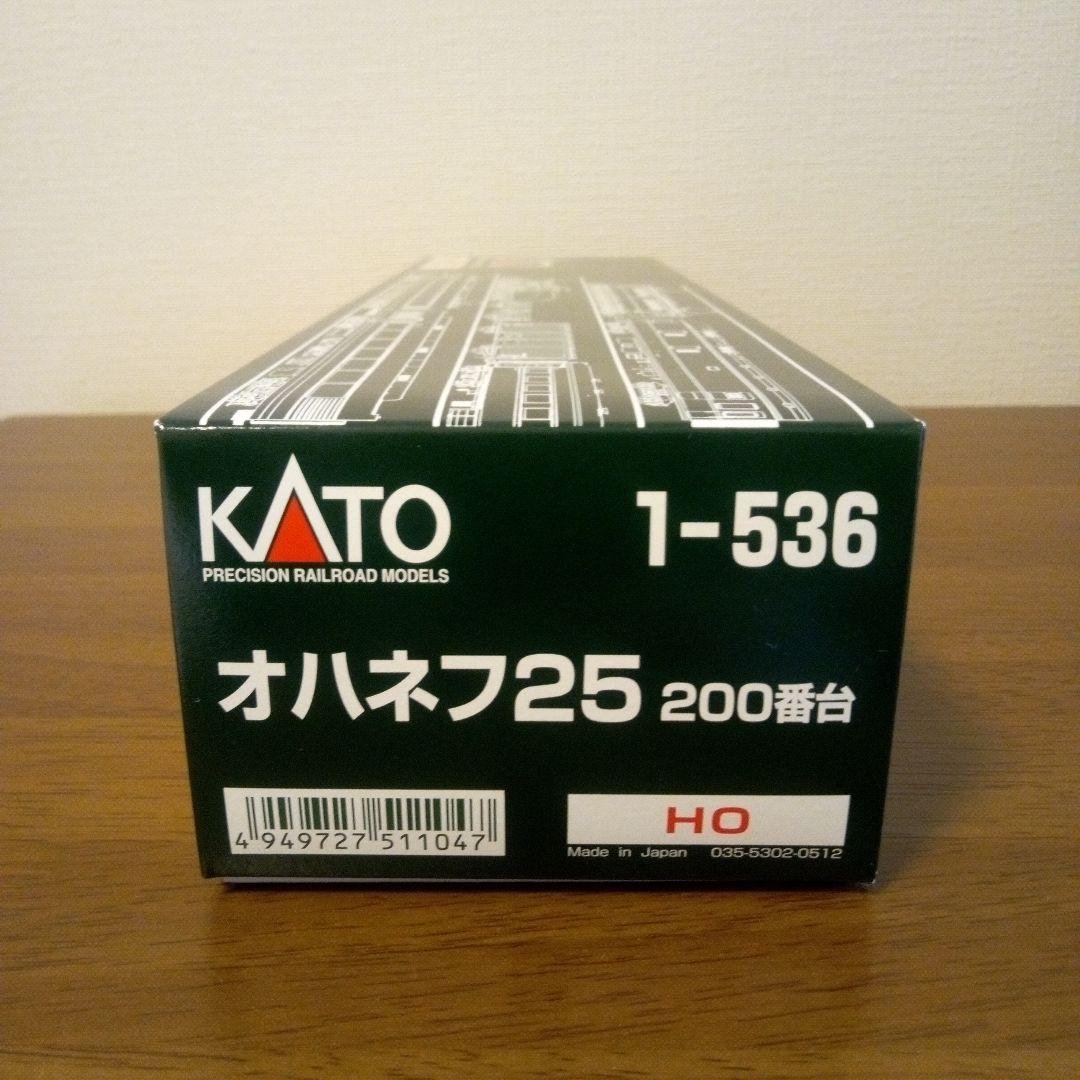 KATO
PRECISION RAILROAD MODELS
1-536
オハネフ25 200番台
4 949727 511047
HO
Made in Japan 035-5302-0512